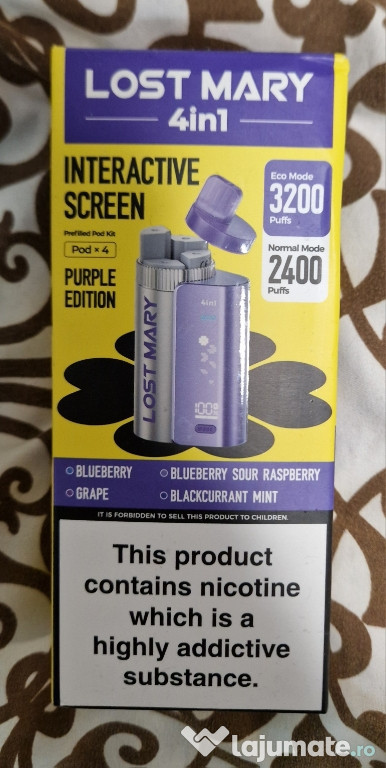 LOST MARY
4in1
INTERACTIVE
SCREEN
Prefilled Pod Kit
Pod × 4
PURPLE
EDITION
Eco Mode
3200
Puffs
Normal Mode
2400
Puffs
4in1
LOST MARY
100
BLUEBERRY
BLUEBERRY SOUR RASPBERRY
GRAPE
BLACKCURRANT MINT
IT IS FORBIDDEN TO SELL THIS PRODUCT TO CHILDREN.
This product
contains nicotine
which is a
highly addictive
substance.
lajumate.ro